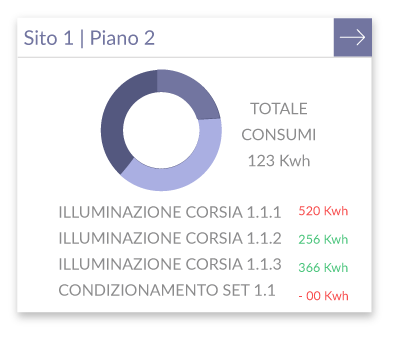 Sito 1 | Piano 2
TOTALE
CONSUMI
123 Kwh
ILLUMINAZIONE CORSIA 1.1.1 520 Kwh
ILLUMINAZIONE CORSIA 1.1.2 256 Kwh
ILLUMINAZIONE CORSIA 1.1.3 366 Kwh
CONDIZIONAMENTO SET 1.1 - 00 Kwh